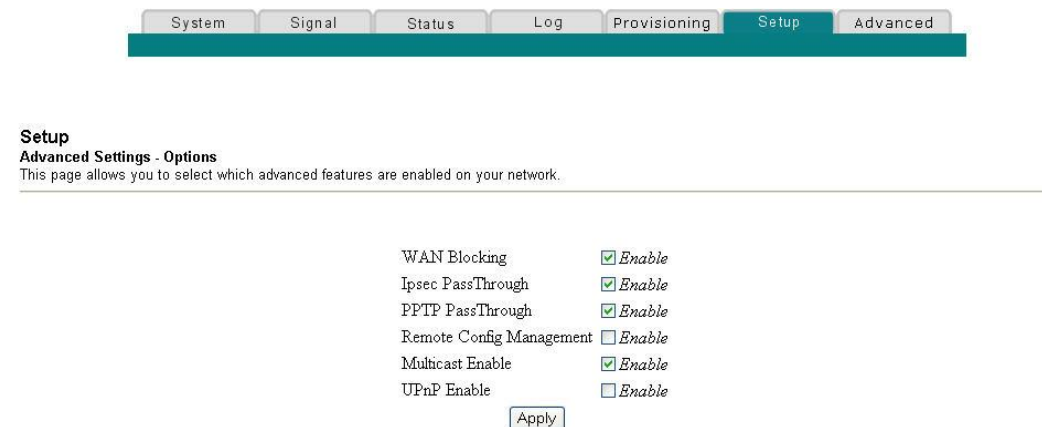 System Signal Status Log Provisioning Setup Advanced
Setup
Advanced Settings - Options
This page allows you to select which advanced features are enabled on your network.
WAN Blocking Enable
Ipsec PassThrough Enable
PPTP PassThrough Enable
Remote Config Management Enable
Multicast Enable Enable
UPnP Enable Enable
Apply